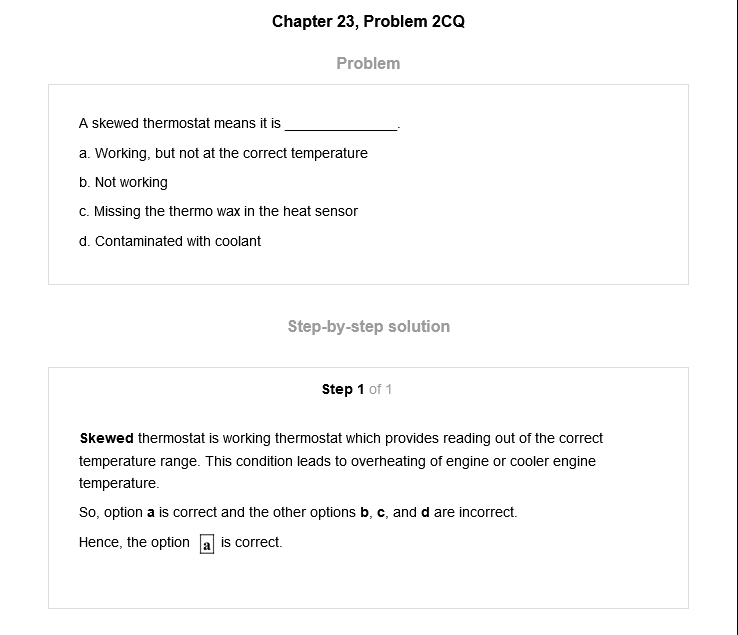 Chapter 23, Problem 2CQ
Problem
A skewed thermostat means it is _______________.
a. Working, but not at the correct temperature
b. Not working
c. Missing the thermo wax in the heat sensor
d. Contaminated with coolant
Step-by-step solution
Step 1 of 1
Skewed thermostat is working thermostat which provides reading out of the correct
temperature range. This condition leads to overheating of engine or cooler engine
temperature.
So, option a is correct and the other options b, c, and d are incorrect.
Hence, the option a is correct.